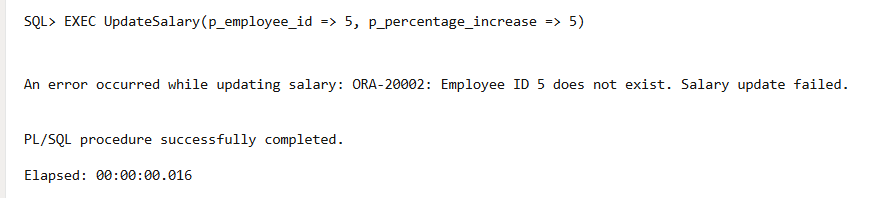 SQL> EXEC UpdateSalary(p_employee_id => 5, p_percentage_increase => 5)
An error occurred while updating salary: ORA-20002: Employee ID 5 does not exist. Salary update failed.
PL/SQL procedure successfully completed.
Elapsed: 00:00:00.016